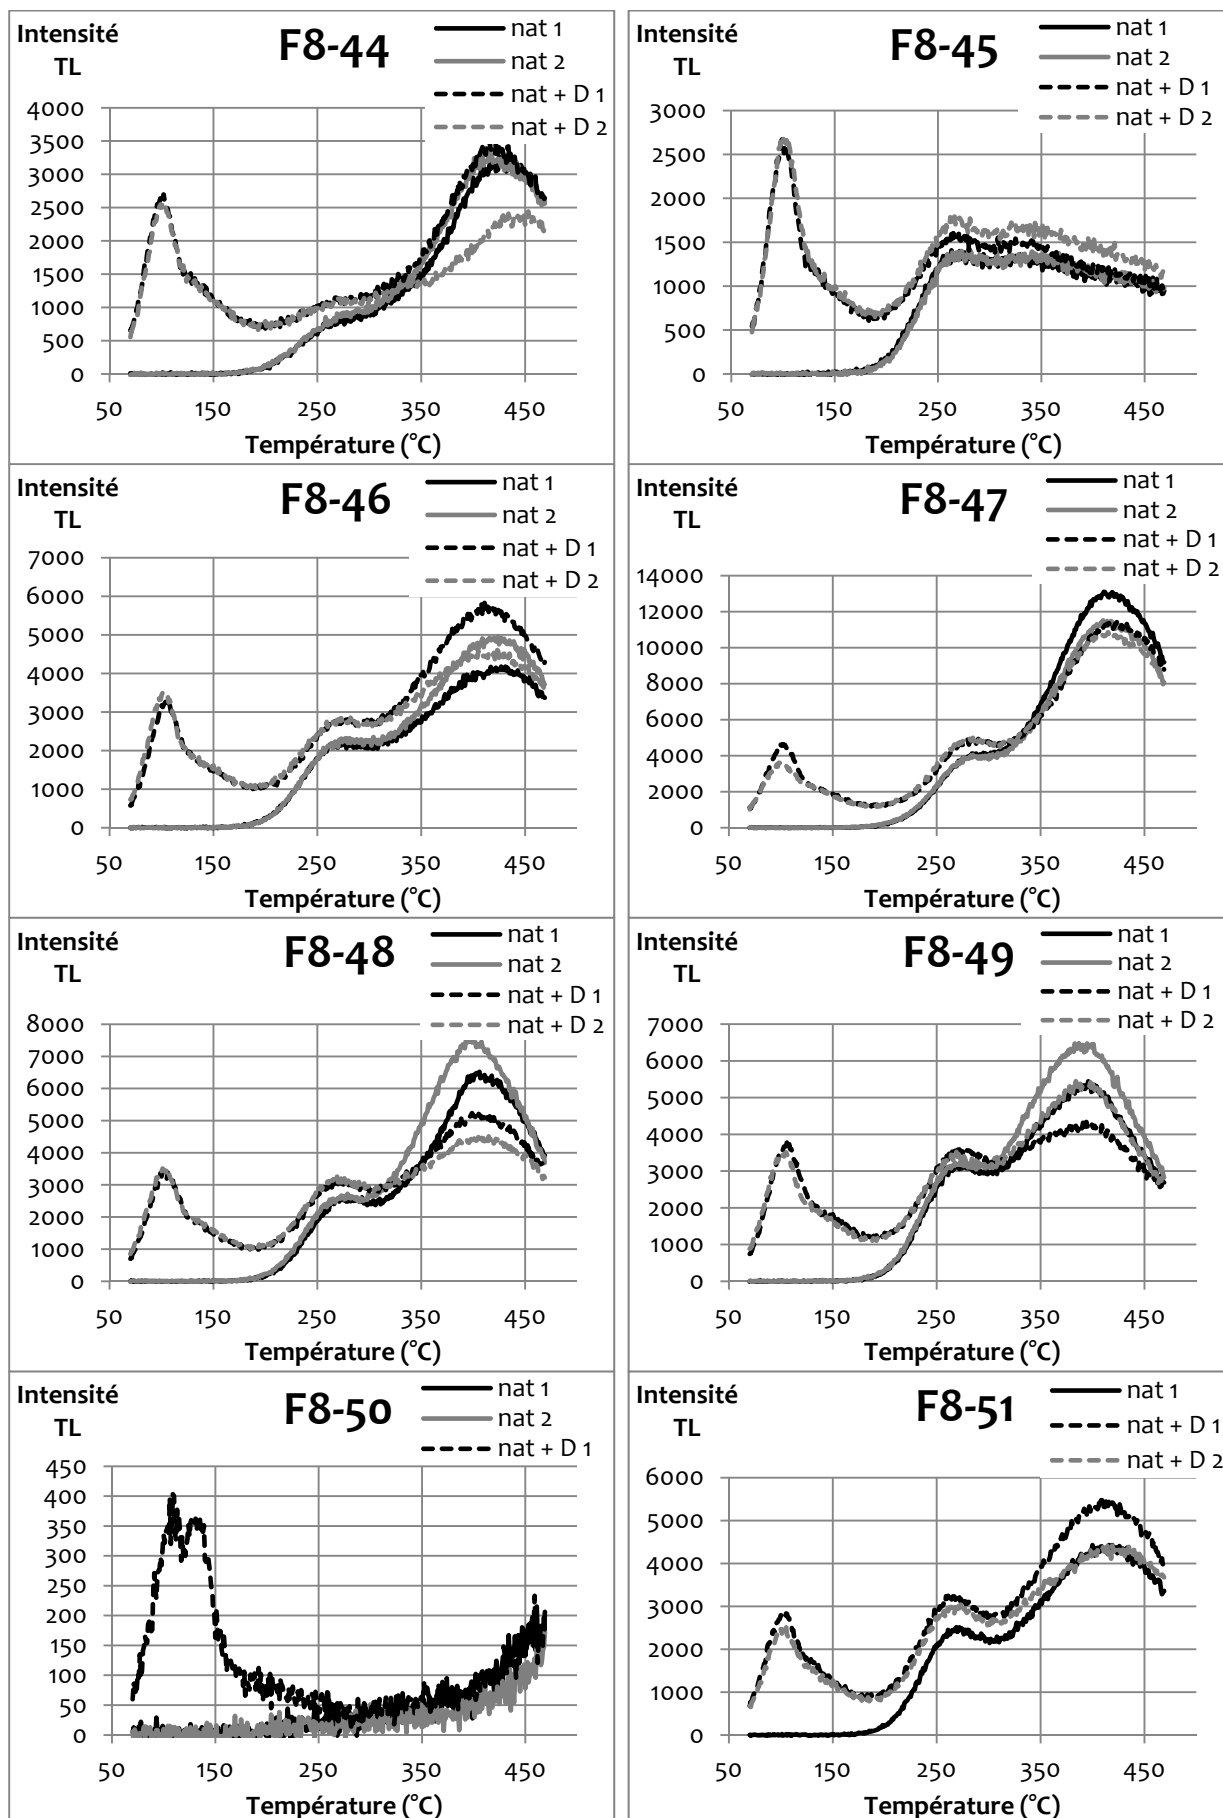 Intensité
TL
F8-44
nat 1
nat 2
nat + D 1
nat + D 2
4000
3500
3000
2500
2000
1500
1000
500
0
50 150 250 350 450
Température (°C)
Intensité
TL
F8-45
nat 1
nat 2
nat + D 1
nat + D 2
3000
2500
2000
1500
1000
500
0
50 150 250 350 450
Température (°C)
Intensité
TL
F8-46
nat 1
nat 2
nat + D 1
nat + D 2
7000
6000
5000
4000
3000
2000
1000
0
50 150 250 350 450
Température (°C)
Intensité
TL
F8-47
nat 1
nat 2
nat + D 1
nat + D 2
14000
12000
10000
8000
6000
4000
2000
0
50 150 250 350 450
Température (°C)
Intensité
TL
F8-48
nat 1
nat 2
nat + D 1
nat + D 2
8000
7000
6000
5000
4000
3000
2000
1000
0
50 150 250 350 450
Température (°C)
Intensité
TL
F8-49
nat 1
nat 2
nat + D 1
nat + D 2
7000
6000
5000
4000
3000
2000
1000
0
50 150 250 350 450
Température (°C)
Intensité
TL
F8-50
nat 1
nat 2
nat + D 1
450
400
350
300
250
200
150
100
50
0
50 150 250 350 450
Température (°C)
Intensité
TL
F8-51
nat 1
nat + D 1
nat + D 2
6000
5000
4000
3000
2000
1000
0
50 150 250 350 450
Température (°C)